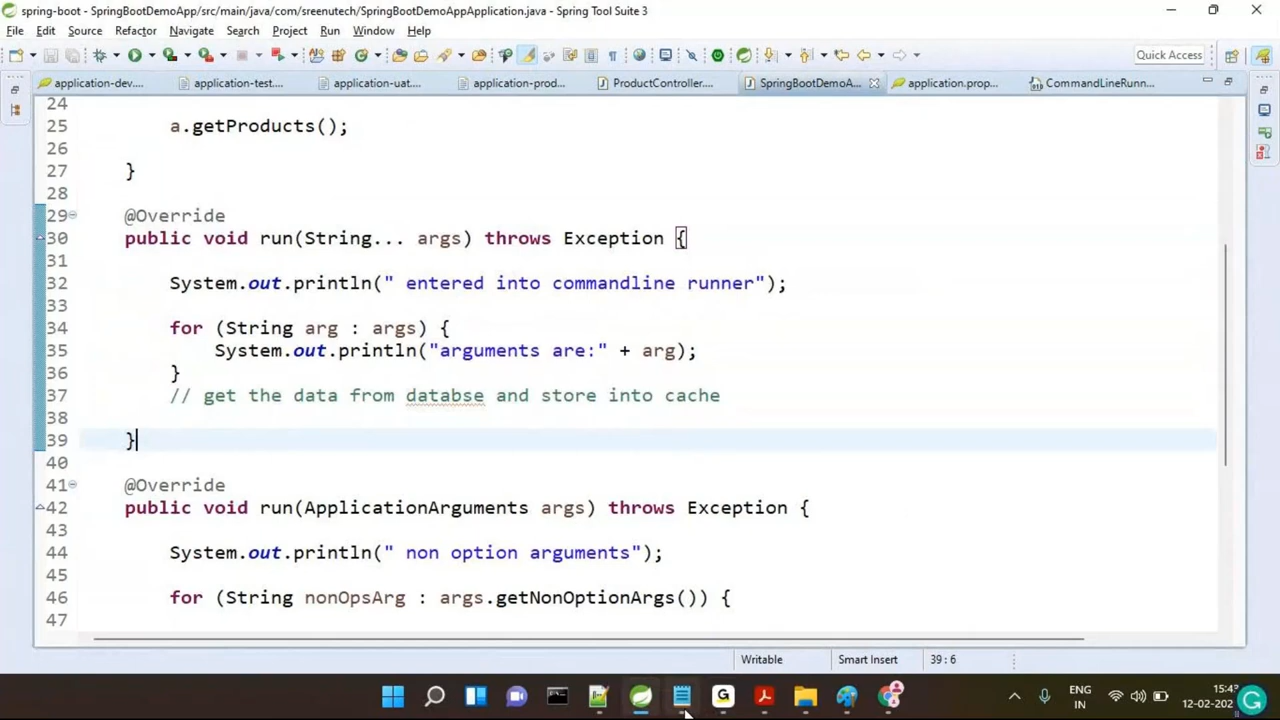 spring-boot - SpringBootDemoApp/src/main/java/com/sreenutech/SpringBootDemoAppApplication.java - Spring Tool Suite 3
File Edit Source Refactor Navigate Search Project Run Window Help
Quick Access
application-dev.... application-test.... application-uat.... application-prod... ProductController.... SpringBootDemoA... application.prop... CommandLineRunn...
24
25 a.getProducts();
26
27 }
28
29 @Override
30 public void run(String... args) throws Exception {
31
32 System.out.println(" entered into commandline runner");
33
34 for (String arg : args) {
35 System.out.println("arguments are:" + arg);
36 }
37 // get the data from databse and store into cache
38
39 }
40
41 @Override
42 public void run(ApplicationArguments args) throws Exception {
43
44 System.out.println(" non option arguments");
45
46 for (String nonOpsArg : args.getNonOptionArgs()) {
47
Writable Smart Insert 39 : 6
ENG 15:43
IN 12-02-202